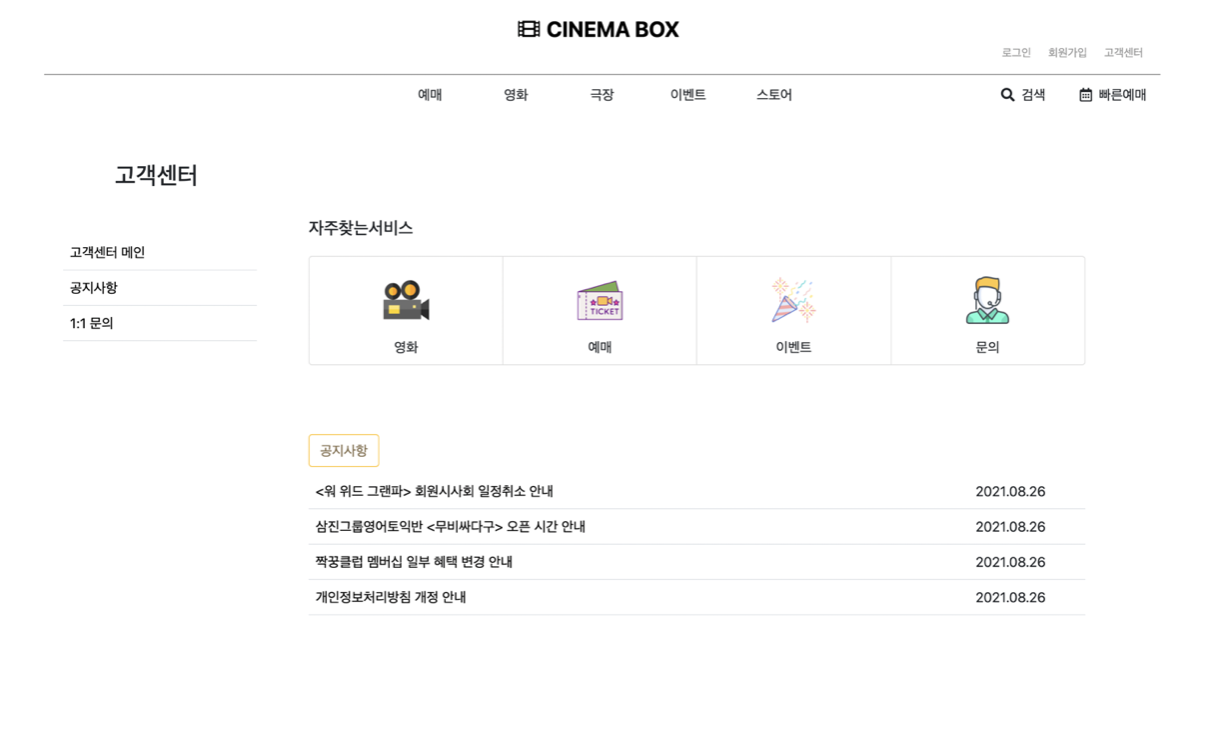 CINEMA BOX
로그인 회원가입 고객센터
예매 영화 극장 이벤트 스토어 검색 빠른예매
고객센터
고객센터 메인
공지사항
1:1 문의
자주찾는서비스
TICKET
영화 예매 이벤트 문의
공지사항
<워 위드 그랜파> 회원시사회 일정취소 안내 2021.08.26
삼진그룹영어토익반 <무비싸다구> 오픈 시간 안내 2021.08.26
짝꿍클럽 멤버십 일부 혜택 변경 안내 2021.08.26
개인정보처리방침 개정 안내 2021.08.26